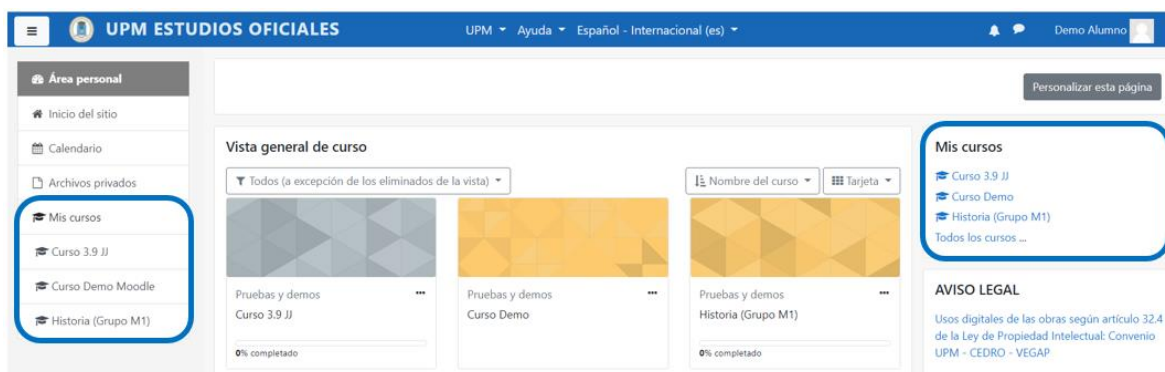 UPM ESTUDIOS OFICIALES
UPM Ayuda Español - Internacional (es)
Demo Alumno
Área personal
Inicio del sitio
Calendario
Archivos privados
Mis cursos
Curso 3.9 JJ
Curso Demo Moodle
Historia (Grupo M1)
Personalizar esta página
Vista general de curso
Todos (a excepción de los eliminados de la vista)
Nombre del curso
Tarjeta
Pruebas y demos
Curso 3.9 JJ
0% completado
Pruebas y demos
Curso Demo
Pruebas y demos
Historia (Grupo M1)
0% completado
Mis cursos
Curso 3.9 JJ
Curso Demo
Historia (Grupo M1)
Todos los cursos ...
AVISO LEGAL
Usos digitales de las obras según artículo 32.4
de la Ley de Propiedad Intelectual: Convenio
UPM - CEDRO - VEGAP